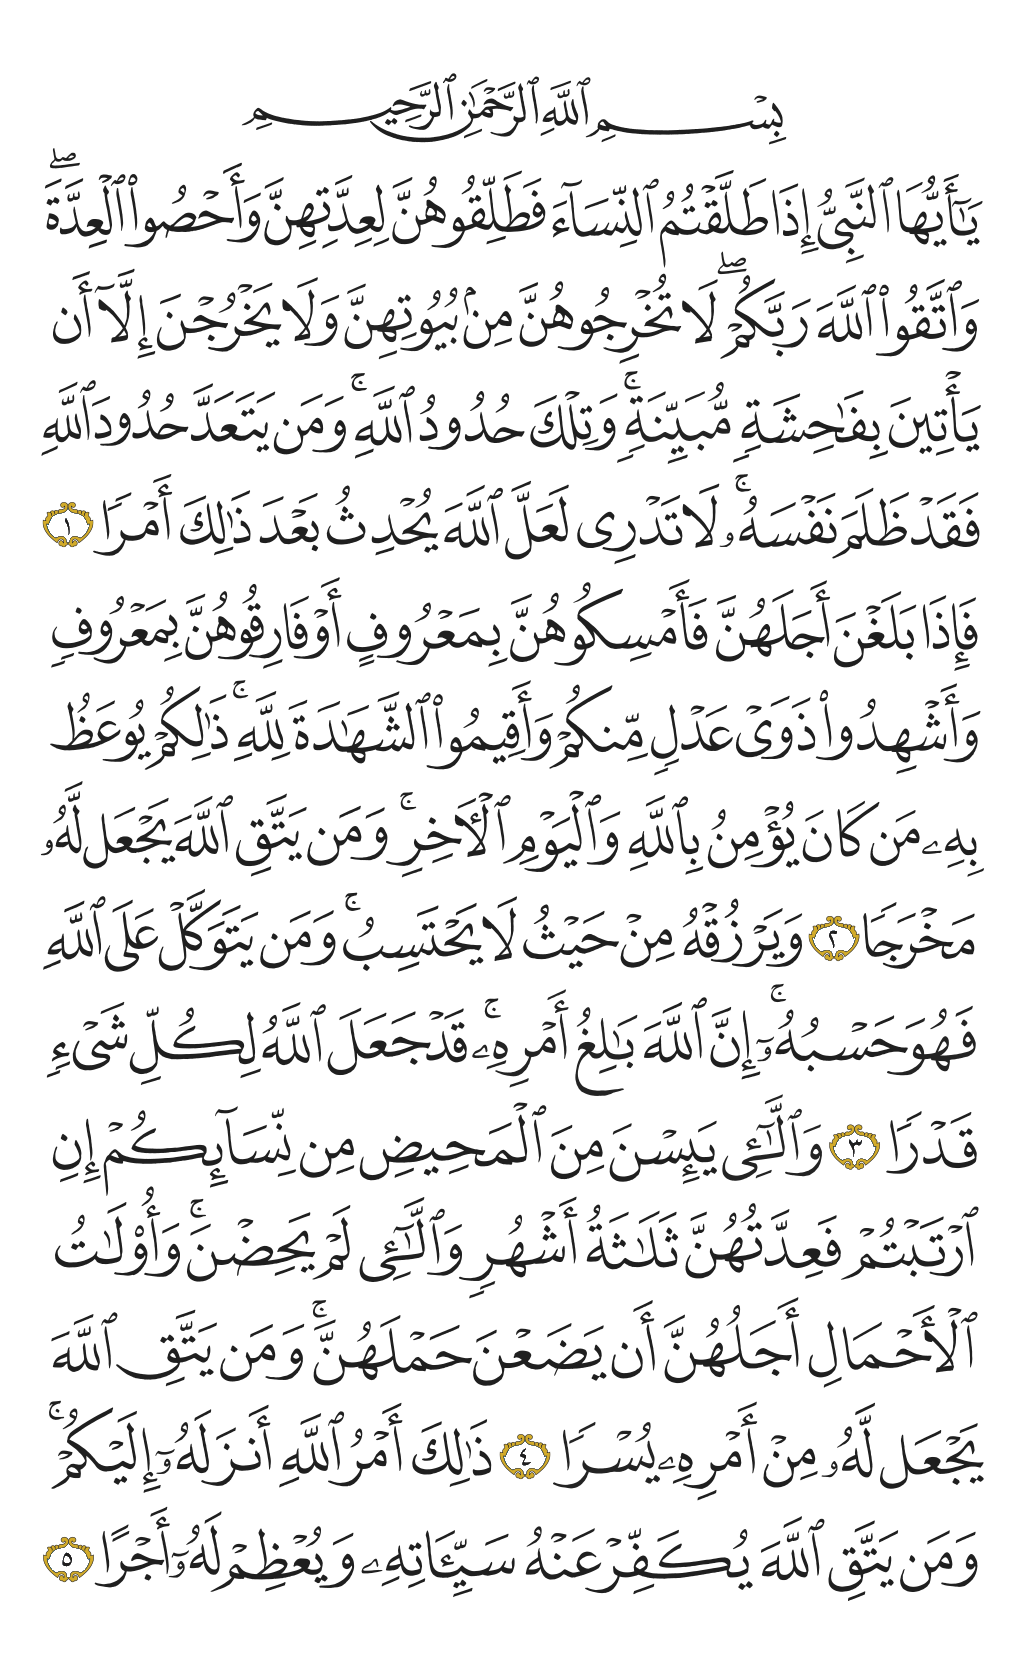 بِسْمِ ٱللَّهِ ٱلرَّحْمَٰنِ ٱلرَّحِيمِ
يَٰٓأَيُّهَا ٱلنَّبِىُّ إِذَا طَلَّقْتُمُ ٱلنِّسَآءَ فَطَلِّقُوهُنَّ لِعِدَّتِهِنَّ وَأَحْصُوا۟ ٱلْعِدَّةَ ۖ
وَٱتَّقُوا۟ ٱللَّهَ رَبَّكُمْ ۖ لَا تُخْرِجُوهُنَّ مِنۢ بُيُوتِهِنَّ وَلَا يَخْرُجْنَ إِلَّآ أَن
يَأْتِينَ بِفَٰحِشَةٍ مُّبَيِّنَةٍ ۚ وَتِلْكَ حُدُودُ ٱللَّهِ ۚ وَمَن يَتَعَدَّ حُدُودَ ٱللَّهِ
فَقَدْ ظَلَمَ نَفْسَهُۥ ۚ لَا تَدْرِى لَعَلَّ ٱللَّهَ يُحْدِثُ بَعْدَ ذَٰلِكَ أَمْرًا ١
فَإِذَا بَلَغْنَ أَجَلَهُنَّ فَأَمْسِكُوهُنَّ بِمَعْرُوفٍ أَوْ فَارِقُوهُنَّ بِمَعْرُوفٍ
وَأَشْهِدُوا۟ ذَوَىْ عَدْلٍ مِّنكُمْ وَأَقِيمُوا۟ ٱلشَّهَٰدَةَ لِلَّهِ ۚ ذَٰلِكُمْ يُوعَظُ
بِهِۦ مَن كَانَ يُؤْمِنُ بِٱللَّهِ وَٱلْيَوْمِ ٱلْـَٔاخِرِ ۚ وَمَن يَتَّقِ ٱللَّهَ يَجْعَل لَّهُۥ
مَخْرَجًا ٢ وَيَرْزُقْهُ مِنْ حَيْثُ لَا يَحْتَسِبُ ۚ وَمَن يَتَوَكَّلْ عَلَى ٱللَّهِ
فَهُوَ حَسْبُهُۥٓ ۚ إِنَّ ٱللَّهَ بَٰلِغُ أَمْرِهِۦ ۚ قَدْ جَعَلَ ٱللَّهُ لِكُلِّ شَىْءٍ
قَدْرًا ٣ وَٱلَّٰٓـِٔى يَئِسْنَ مِنَ ٱلْمَحِيضِ مِن نِّسَآئِكُمْ إِنِ
ٱرْتَبْتُمْ فَعِدَّتُهُنَّ ثَلَٰثَةُ أَشْهُرٍ وَٱلَّٰٓـِٔى لَمْ يَحِضْنَ ۚ وَأُو۟لَٰتُ
ٱلْأَحْمَالِ أَجَلُهُنَّ أَن يَضَعْنَ حَمْلَهُنَّ ۚ وَمَن يَتَّقِ ٱللَّهَ
يَجْعَل لَّهُۥ مِنْ أَمْرِهِۦ يُسْرًا ٤ ذَٰلِكَ أَمْرُ ٱللَّهِ أَنزَلَهُۥٓ إِلَيْكُمْ ۚ
وَمَن يَتَّقِ ٱللَّهَ يُكَفِّرْ عَنْهُ سَيِّـَٔاتِهِۦ وَيُعْظِمْ لَهُۥٓ أَجْرًا ٥